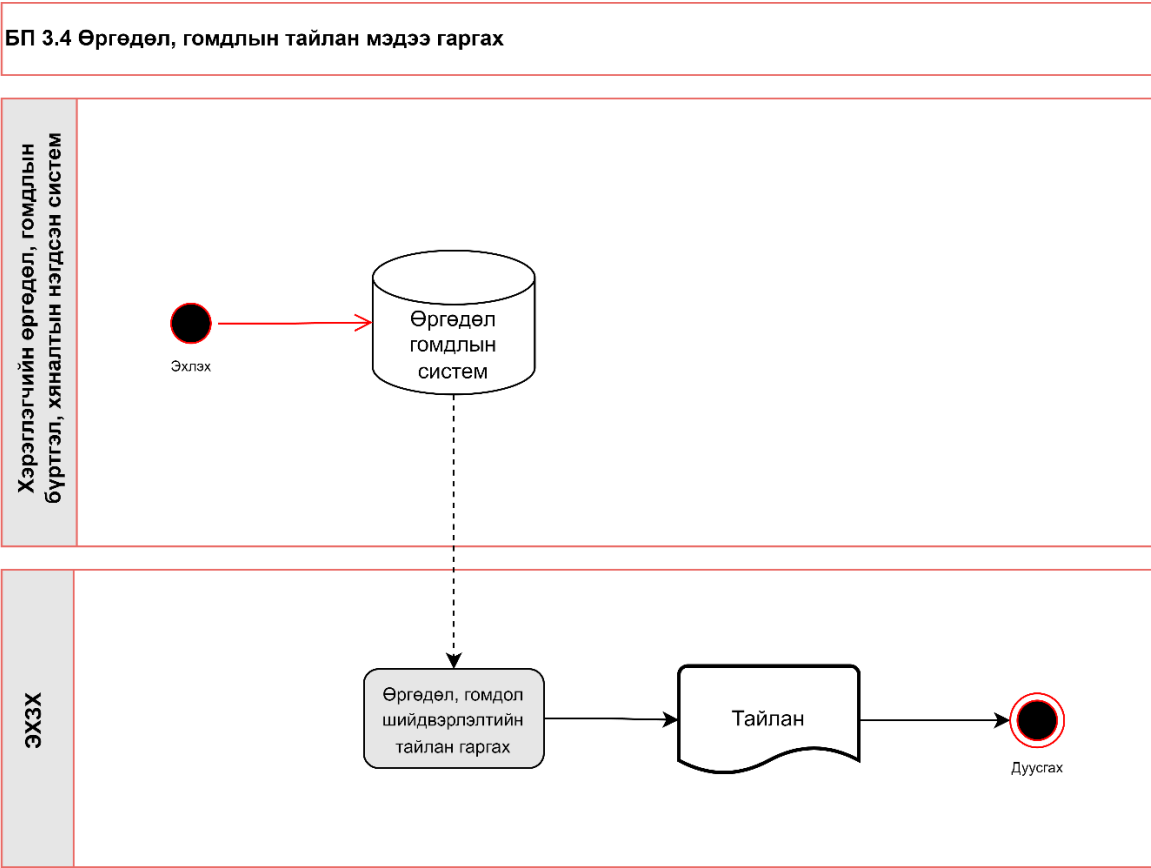 БП 3.4 Өргөдөл, гомдлын тайлан мэдээ гаргах
Хэрэглэгчийн өргөдөл, гомдлын
бүртгэл, хяналтын нэгдсэн систем
Эхлэх
Өргөдөл
гомдлын
систем
ЭХЗХ
Өргөдөл, гомдол
шийдвэрлэлтийн
тайлан гаргах
Тайлан
Дуусгах